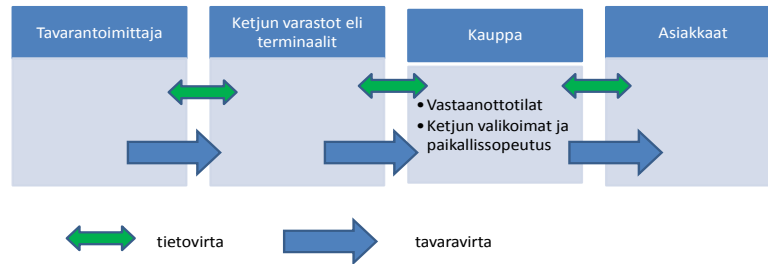 Tavarantoimittaja
Ketjun varastot eli
terminaalit
Kauppa
Asiakkaat
• Vastaanottotilat
• Ketjun valikoimat ja
paikallissopeutus
tietovirta
tavaravirta